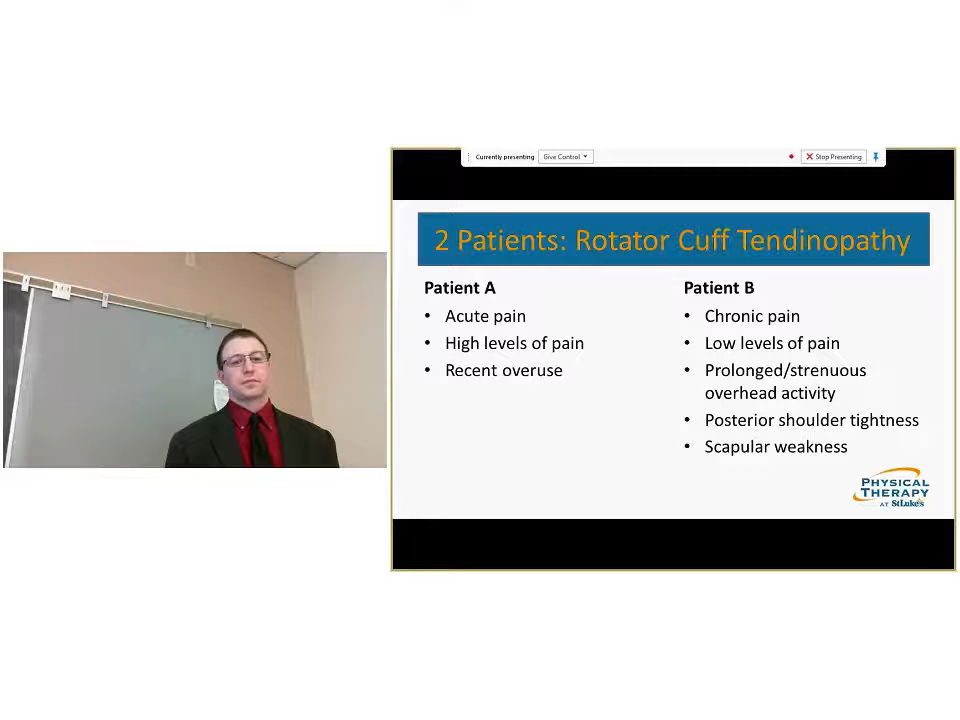 Currently presenting
Give Control
Stop Presenting
2 Patients: Rotator Cuff Tendinopathy
Patient A
• Acute pain
• High levels of pain
• Recent overuse
Patient B
• Chronic pain
• Low levels of pain
• Prolonged/strenuous
overhead activity
• Posterior shoulder tightness
• Scapular weakness
PHYSICAL
THERAPY
AT StLuke's